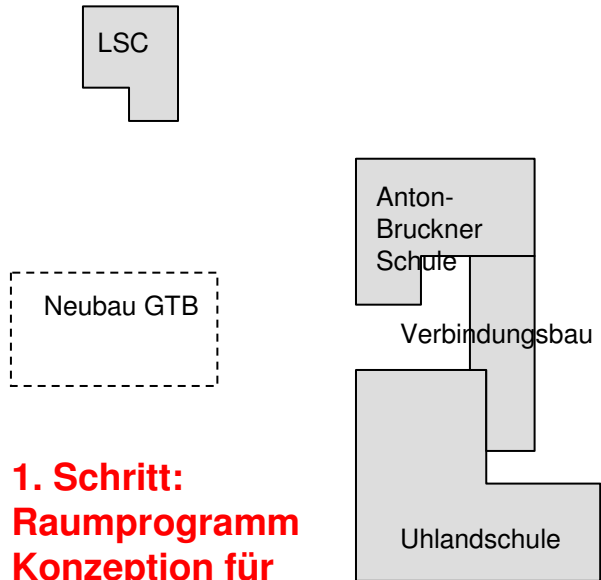 LSC
Anton-
Bruckner
Schule
Neubau GTB
Verbindungsbau
1. Schritt:
Raumprogramm
Konzeption für
Uhlandschule